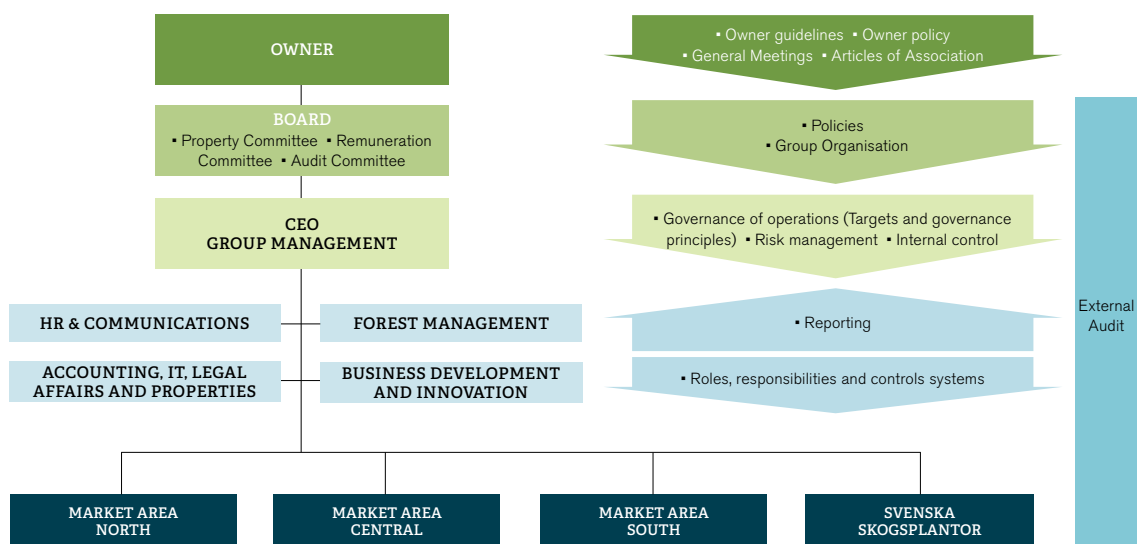 OWNER
▪ Owner guidelines ▪ Owner policy
▪ General Meetings ▪ Articles of Association
BOARD
▪ Property Committee ▪ Remuneration
Committee ▪ Audit Committee
▪ Policies
▪ Group Organisation
CEO
GROUP MANAGEMENT
▪ Governance of operations (Targets and governance
principles) ▪ Risk management ▪ Internal control
HR & COMMUNICATIONS
FOREST MANAGEMENT
▪ Reporting
External
Audit
ACCOUNTING, IT, LEGAL
AFFAIRS AND PROPERTIES
BUSINESS DEVELOPMENT
AND INNOVATION
▪ Roles, responsibilities and controls systems
MARKET AREA
NORTH
MARKET AREA
CENTRAL
MARKET AREA
SOUTH
SVENSKA
SKOGSPLANTOR